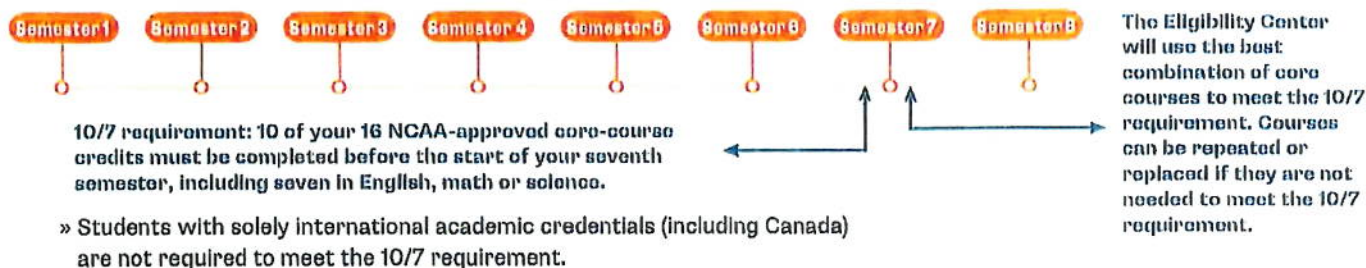 Semester 1 Semester 2 Semester 3 Semester 4 Semester 5 Semester 6 Semester 7 Semester 8
10/7 requirement: 10 of your 16 NCAA-approved core-course
credits must be completed before the start of your seventh
semester, including seven in English, math or science.
» Students with solely international academic credentials (including Canada)
are not required to meet the 10/7 requirement.
The Eligibility Center
will use the best
combination of core
courses to meet the 10/7
requirement. Courses
can be repeated or
replaced if they are not
needed to meet the 10/7
requirement.